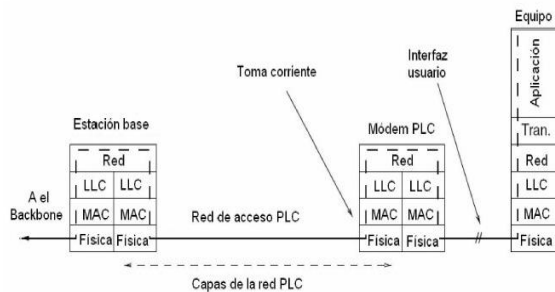 Equipo
Aplicación
Tran.
Red
LLC
MAC
Física
Interfaz
usuario
Toma corriente
Módem PLC
Red
LLC LLC
MAC MAC
Física Física
Estación base
Red
LLC LLC
MAC MAC
Física Física
A el
Backbone
Red de acceso PLC
Capas de la red PLC